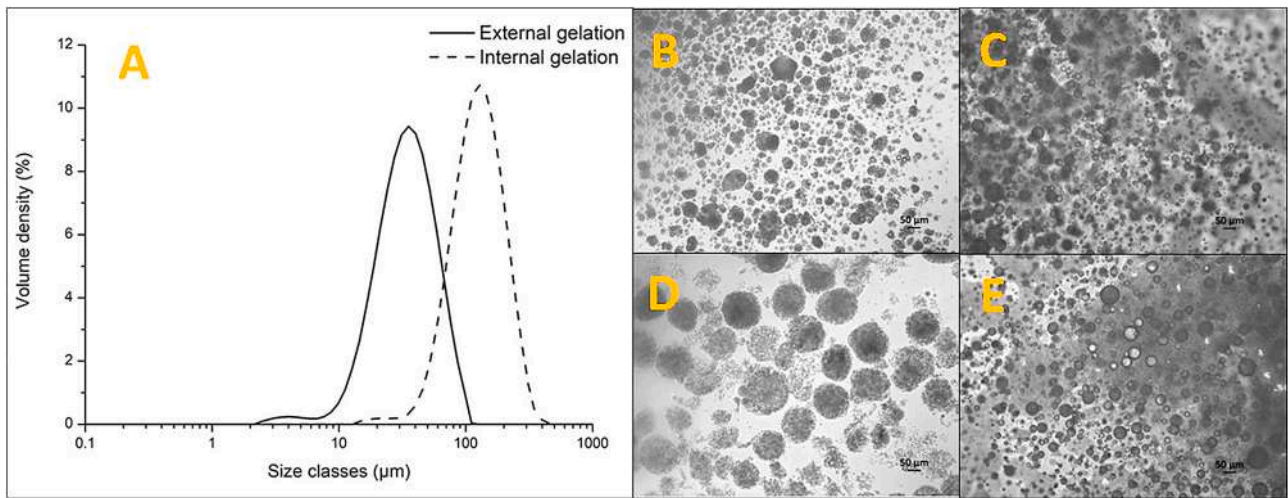 A
External gelation
Internal gelation
12
10
8
6
4
2
0
Volume density (%)
0.1 1 10 100 1000
Size classes (µm)
B
50 µm
C
50 µm
D
50 µm
E
50 µm